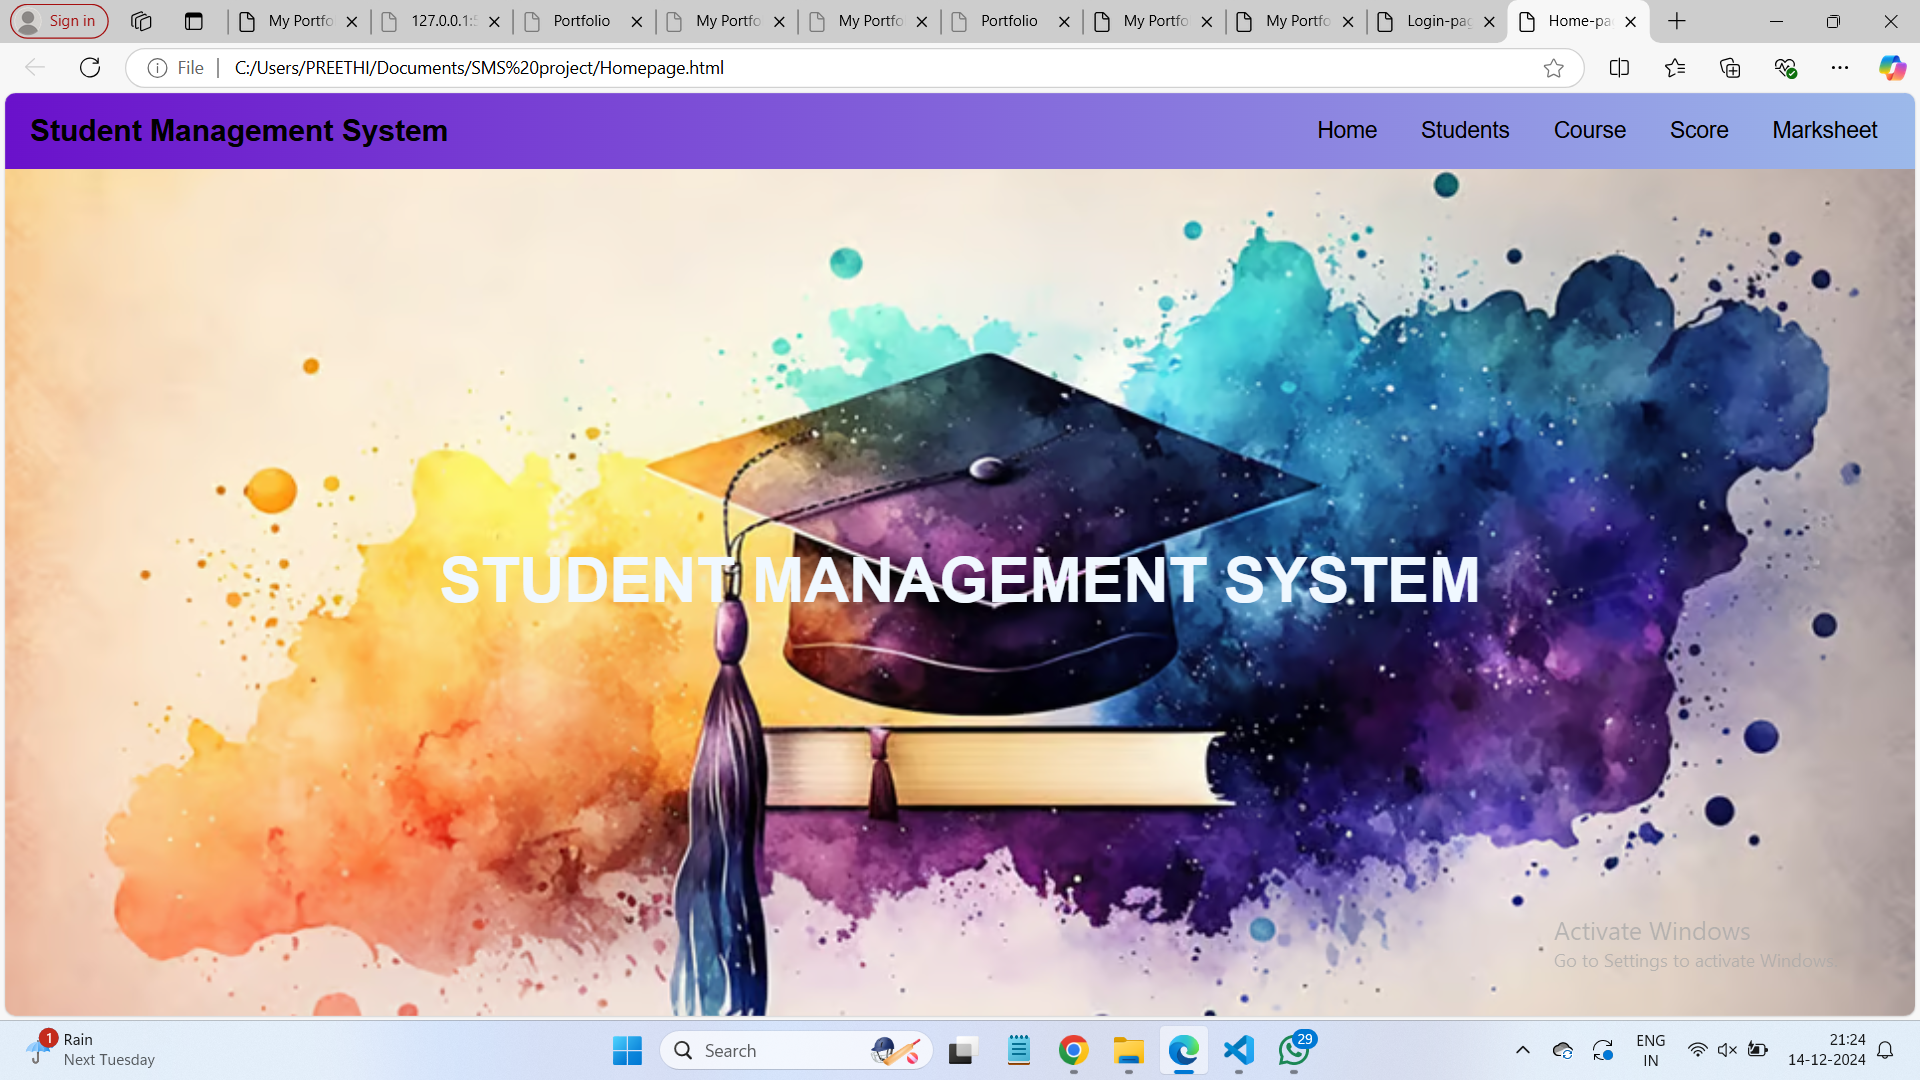 Sign in
My Portfo
127.0.0.1:5
Portfolio
My Portfo
My Portfo
Portfolio
My Portfo
My Portfo
Login-pag
Home-pa
File
C:/Users/PREETHI/Documents/SMS%20project/Homepage.html
Student Management System
Home Students Course Score Marksheet
STUDENT MANAGEMENT SYSTEM
Activate Windows
Go to Settings to activate Windows.
1
Rain
Next Tuesday
Search
29
ENG
IN
21:24
14-12-2024